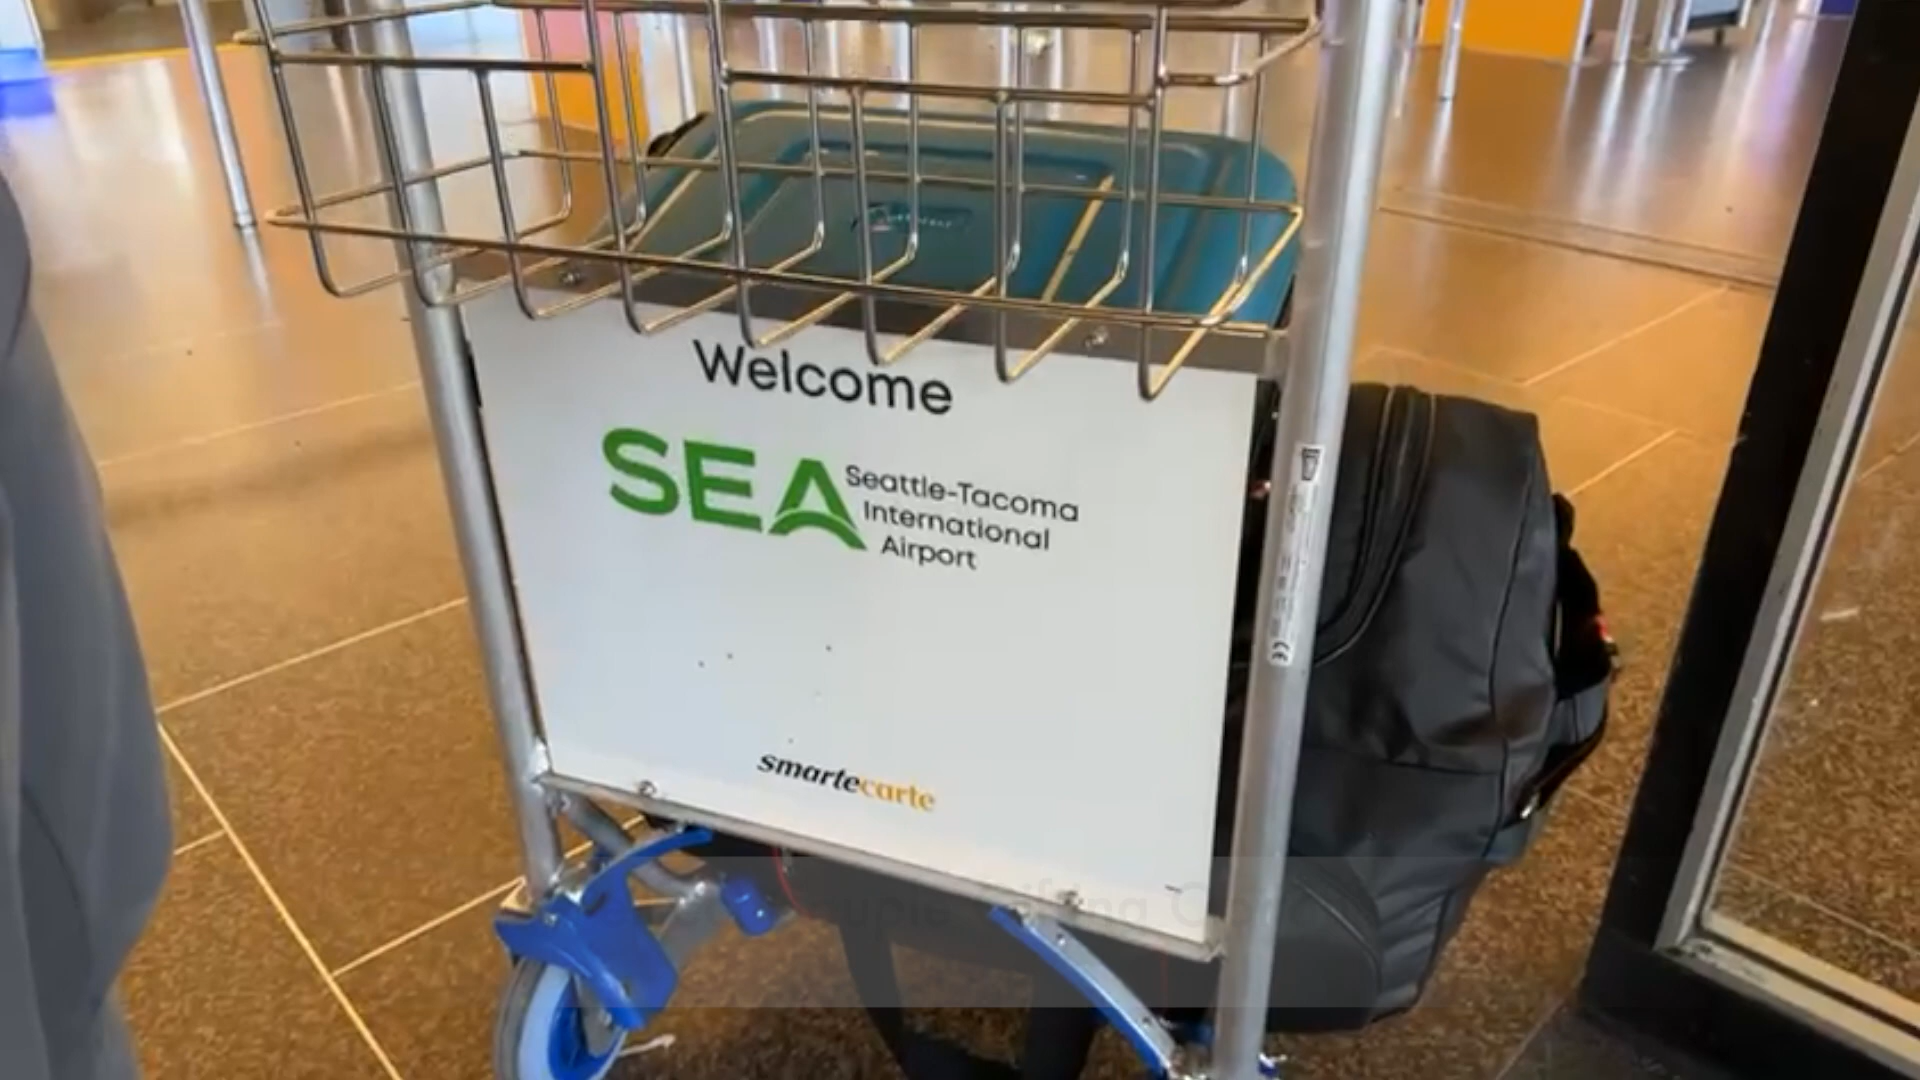 Welcome
SEA
Seattle-Tacoma
International
Airport
smartecarte